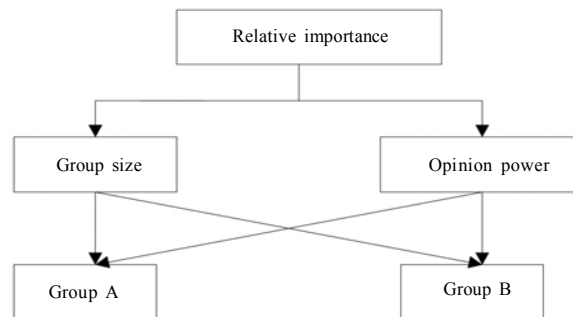 Relative importance
Group size
Opinion power
Group A
Group B